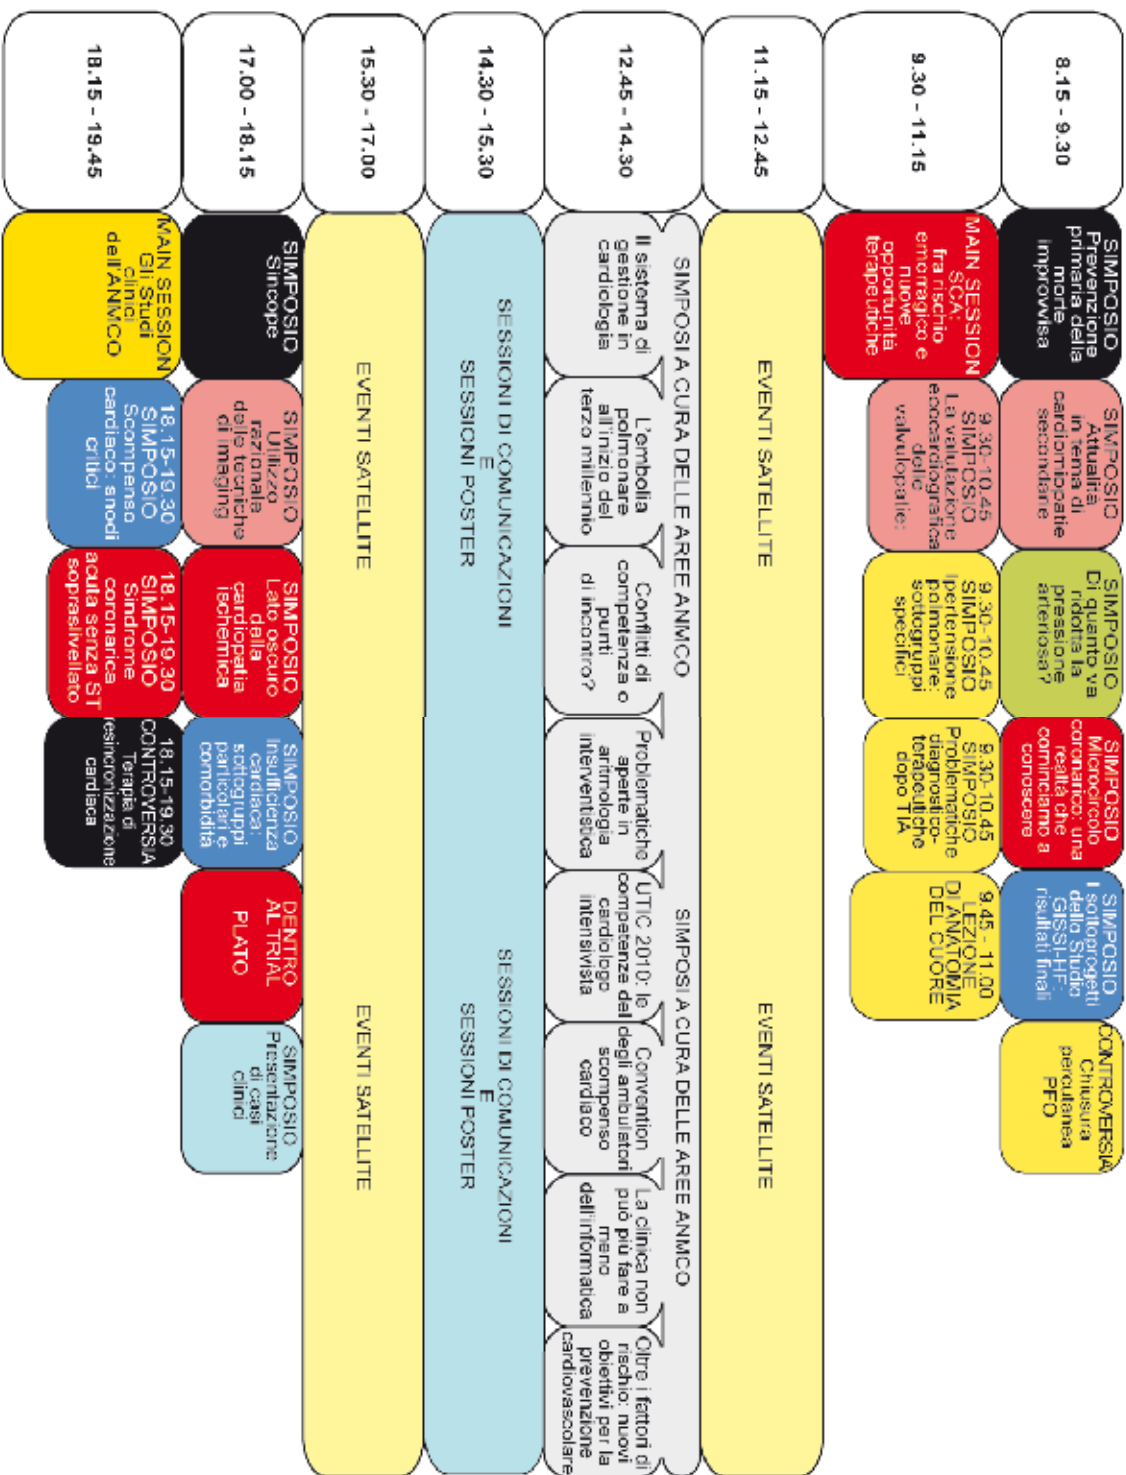 8.15 - 9.30
SIMPOSIO
Prevenzione
primaria della
morte
improvvisa
SIMPOSIO
Attualità
in tema di
cardiomiopatie
secondarie
SIMPOSIO
Di quanto va
ridotta la
pressione
arteriosa?
SIMPOSIO
Microcircolo
coronarico: una
realtà che
cominciamo a
conoscere
SIMPOSIO
I sottoprogetti
dello Studio
GISSI-HF:
risultati finali
CONTROVERSIA
Chiusura
percutanea
PFO
9.30 - 11.15
MAIN SESSION
SCA:
fra rischio
emorragico e
nuove
opportunità
terapeutiche
9.30-10.45
SIMPOSIO
La valutazione
ecocardiografica
delle
valvulopatie:
9.30-10.45
SIMPOSIO
Ipertensione
polmonare:
sottogruppi
specifici
9.30-10.45
SIMPOSIO
Problematiche
diagnostico-
terapeutiche
dopo TIA
9.45 - 11.00
LEZIONE
DI ANATOMIA
DEL CUORE
11.15 - 12.45
EVENTI SATELLITE
EVENTI SATELLITE
12.45 - 14.30
SIMPOSI A CURA DELLE AREE ANMCO
SIMPOSI A CURA DELLE AREE ANMCO
Il sistema di
gestione in
cardiologia
L'embolia
polmonare
all'inizio del
terzo millennio
Conflitti di
competenza o
punti
di incontro?
Problematiche
aperte in
aritmologia
interventistica
UTIC 2010: le
competenze del
cardiologo
intensivista
Convention
degli ambulatori
scompenso
cardiaco
La clinica non
può più fare a
meno
dell'informatica
Oltre i fattori di
rischio: nuovi
obiettivi per la
prevenzione
cardiovascolare
14.30 - 15.30
SESSIONI DI COMUNICAZIONI
E
SESSIONI POSTER
SESSIONI DI COMUNICAZIONI
E
SESSIONI POSTER
15.30 - 17.00
EVENTI SATELLITE
EVENTI SATELLITE
17.00 - 18.15
SIMPOSIO
Sincope
SIMPOSIO
Utilizzo
razionale
delle tecniche
di imaging
SIMPOSIO
Lato oscuro
della
cardiopatia
ischemica
SIMPOSIO
Insufficienza
cardiaca:
sottogruppi
particolari e
comorbidità
DENTRO
AL TRIAL
PLATO
SIMPOSIO
Presentazione
di casi
clinici
18.15 - 19.45
MAIN SESSION
Gli Studi
clinici
dell'ANMCO
18.15-19.30
SIMPOSIO
Scompenso
cardiaco: snodi
critici
18.15-19.30
SIMPOSIO
Sindrome
coronarica
acuta senza ST
sopraslivellato
18.15-19.30
CONTROVERSIA
Terapia di
resincronizzazione
cardiaca